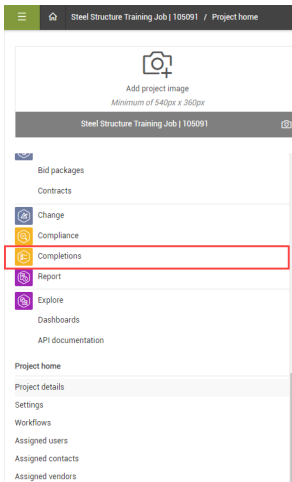 Steel Structure Training Job | 105091 / Project home
Add project image
Minimum of 540px x 360px
Steel Structure Training Job | 105091
Bid packages
Contracts
Change
Compliance
Completions
Report
Explore
Dashboards
API documentation
Project home
Project details
Settings
Workflows
Assigned users
Assigned contacts
Assigned vendors